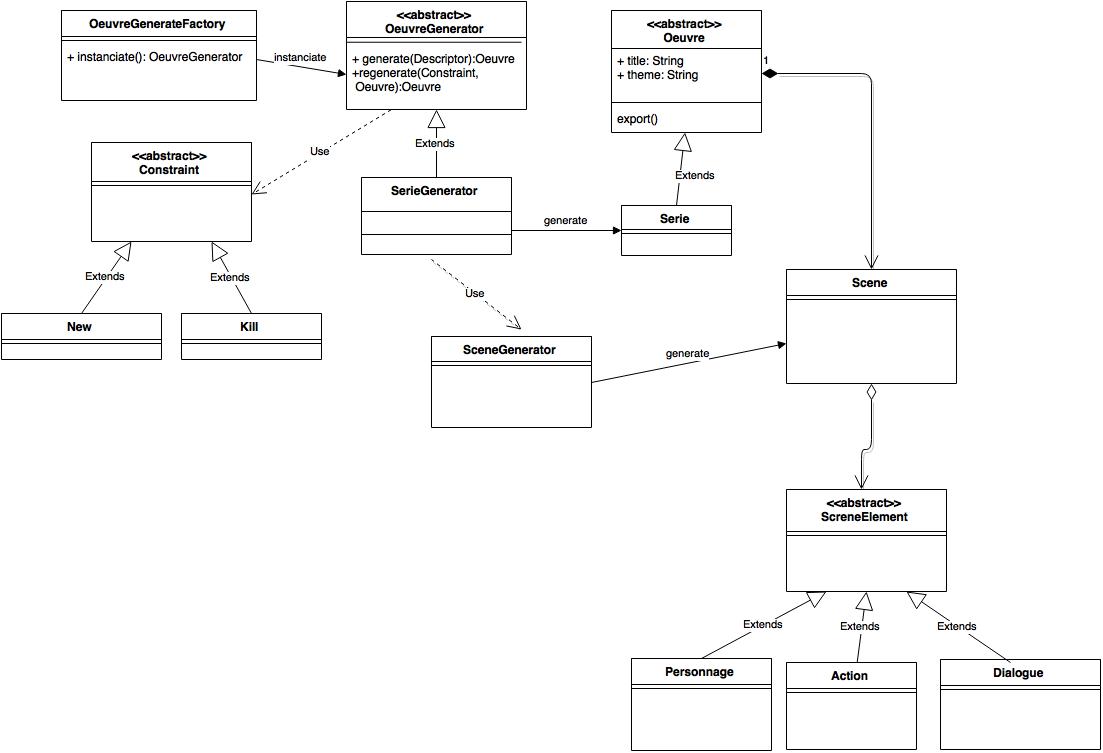 OeuvreGenerateFactory
+ instanciate(): OeuvreGenerator
instanciate
<<abstract>>
OeuvreGenerator
+ generate(Descriptor):Oeuvre
+regenerate(Constraint,
Oeuvre):Oeuvre
<<abstract>>
Oeuvre
+ title: String
+ theme: String
export()
1
<<abstract>>
Constraint
Use
Extends
SerieGenerator
generate
Extends
Serie
Extends
Extends
New
Kill
Use
SceneGenerator
generate
Scene
<<abstract>>
ScreneElement
Extends
Extends
Extends
Personnage
Action
Dialogue